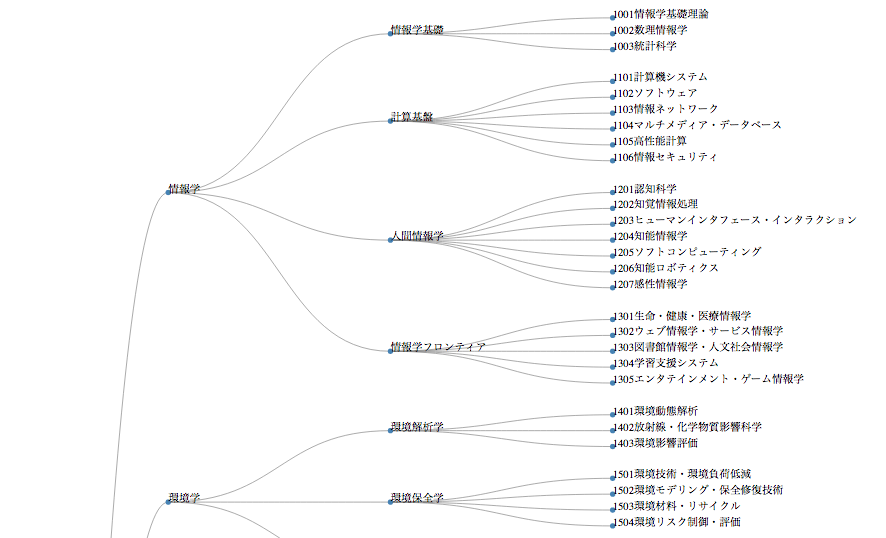 情報学
情報学基礎
1001情報学基礎理論
1002数理情報学
1003統計科学
計算基盤
1101計算機システム
1102ソフトウェア
1103情報ネットワーク
1104マルチメディア・データベース
1105高性能計算
1106情報セキュリティ
人間情報学
1201認知科学
1202知覚情報処理
1203ヒューマンインタフェース・インタラクション
1204知能情報学
1205ソフトコンピューティング
1206知能ロボティクス
1207感性情報学
情報学フロンティア
1301生命・健康・医療情報学
1302ウェブ情報学・サービス情報学
1303図書館情報学・人文社会情報学
1304学習支援システム
1305エンタテインメント・ゲーム情報学
環境学
環境解析学
1401環境動態解析
1402放射線・化学物質影響科学
1403環境影響評価
環境保全学
1501環境技術・環境負荷低減
1502環境モデリング・保全修復技術
1503環境材料・リサイクル
1504環境リスク制御・評価